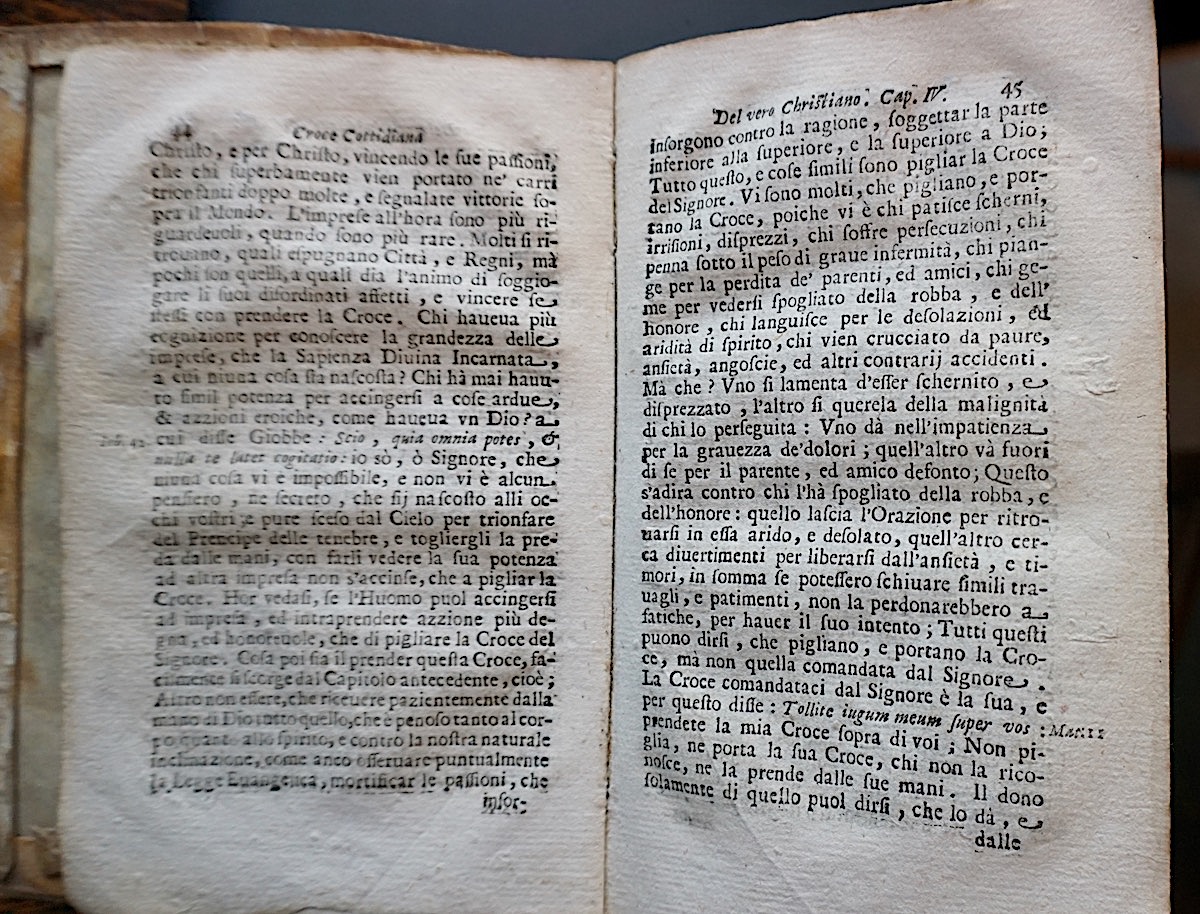 44 Croce Cottidiana
Chriſto, e per Chriſto, vincendo le ſue paſſioni,
che chi ſuperbamente vien portato ne' carri
trionfanti doppo molte, e ſegnalate vittorie ſo-
pra il Mondo. L'impreſe all'hora ſono più ri-
guardeuoli, quando ſono più rare. Molti ſi ri-
trouano, quali eſpugnano Città, e Regni, mà
pochi ſon quelli, a quali dia l'animo di ſoggio-
gare li ſuoi diſordinati affetti, e vincere ſe
ſteſſi con prendere la Croce. Chi haueua più
cognizione per conoſcere la grandezza delle
impreſe, che la Sapienza Diuina Incarnata,
a cui niuna coſa ſta naſcoſta? Chi hà mai hauu-
to ſimil potenza per accingerſi a coſe ardue,
& azzioni eroiche, come haueua vn Dio? a
cui diſſe Giobbe: Scio, quia omnia potes, &
Iob. 42
nulla te latet cogitatio: io sò, ò Signore, che
niuna coſa vi è impoſſibile, e non vi è alcun
penſiero, ne ſecreto, che ſij naſcoſto alli oc-
chi voſtri; e pure ſceſo dal Cielo per trionfare
del Prencipe delle tenebre, e togliergli la pre-
da dalle mani, con farli vedere la ſua potenza
ad altra impreſa non s'accinſe, che a pigliar la
Croce. Hor vedaſi, ſe l'Huomo puol accingerſi
ad impreſa, ed intraprendere azzione più de-
gna, ed honoreuole, che di pigliare la Croce del
Signore. Coſa poi ſia il prender queſta Croce, fa-
cilmente ſi ſcorge dal Capitolo antecedente, cioè;
Altro non eſſere, che riceuere pazientemente dalla
mano di Dio tutto quello, che è penoſo tanto al cor-
po quanto allo ſpirito, e contro la noſtra naturale
inclinazione, come anco oſſeruare puntualmente
la Legge Euangelica, mortificar le paſſioni, che
inſor-
Del vero Chriſtiano. Cap. IV. 45
Inſorgono contro la ragione, ſoggettar la parte
inferiore alla ſuperiore, e la ſuperiore a Dio;
Tutto queſto, e coſe ſimili ſono pigliar la Croce
del Signore. Vi ſono molti, che pigliano, e por-
tano la Croce, poiche vi è chi patiſce ſcherni,
irriſioni, diſprezzi, chi ſoffre perſecuzioni, chi
penna ſotto il peſo di graue infermità, chi pian-
ge per la perdita de' parenti, ed amici, chi ge-
me per vederſi ſpogliato della robba, e dell'
honore, chi languiſce per le deſolazioni, ed
aridità di ſpirito, chi vien crucciato da paure,
anſietà, angoſcie, ed altri contrarij accidenti.
Mà che? Vno ſi lamenta d'eſſer ſchernito, e
diſprezzato, l'altro ſi querela della malignità
di chi lo perſeguita: Vno dà nell'impatienza
per la grauezza de' dolori; quell'altro và fuori
di ſe per il parente, ed amico defonto; Queſto
s'adira contro chi l'hà ſpogliato della robba, e
dell'honore: quello laſcia l'Orazione per ritro-
uarſi in eſſa arido, e deſolato, quell'altro cer-
ca diuertimenti per liberarſi dall'anſietà, e ti-
mori, in ſomma ſe poteſſero ſchiuare ſimili tra-
uagli, e patimenti, non la perdonarebbero a
fatiche, per hauer il ſuo intento; Tutti queſti
puono dirſi, che pigliano, e portano la Cro-
ce, mà non quella comandata dal Signore.
La Croce comandataci dal Signore è la ſua, e
per queſto diſſe: Tollite iugum meum ſuper vos:
Mat. 11
prendete la mia Croce ſopra di voi; Non pi-
glia, ne porta la ſua Croce, chi non la rico-
noſce, ne la prende dalle ſue mani. Il dono
ſolamente di quello puol dirſi, che lo dà, e
dalle